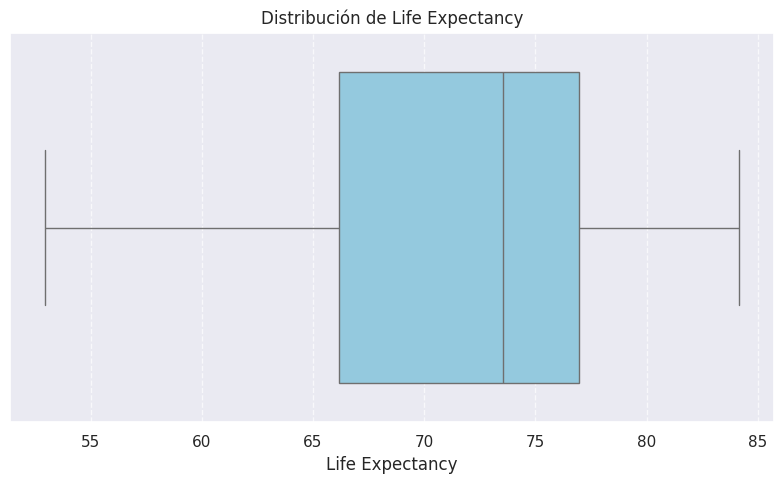 Distribución de Life Expectancy
55 60 65 70 75 80 85
Life Expectancy